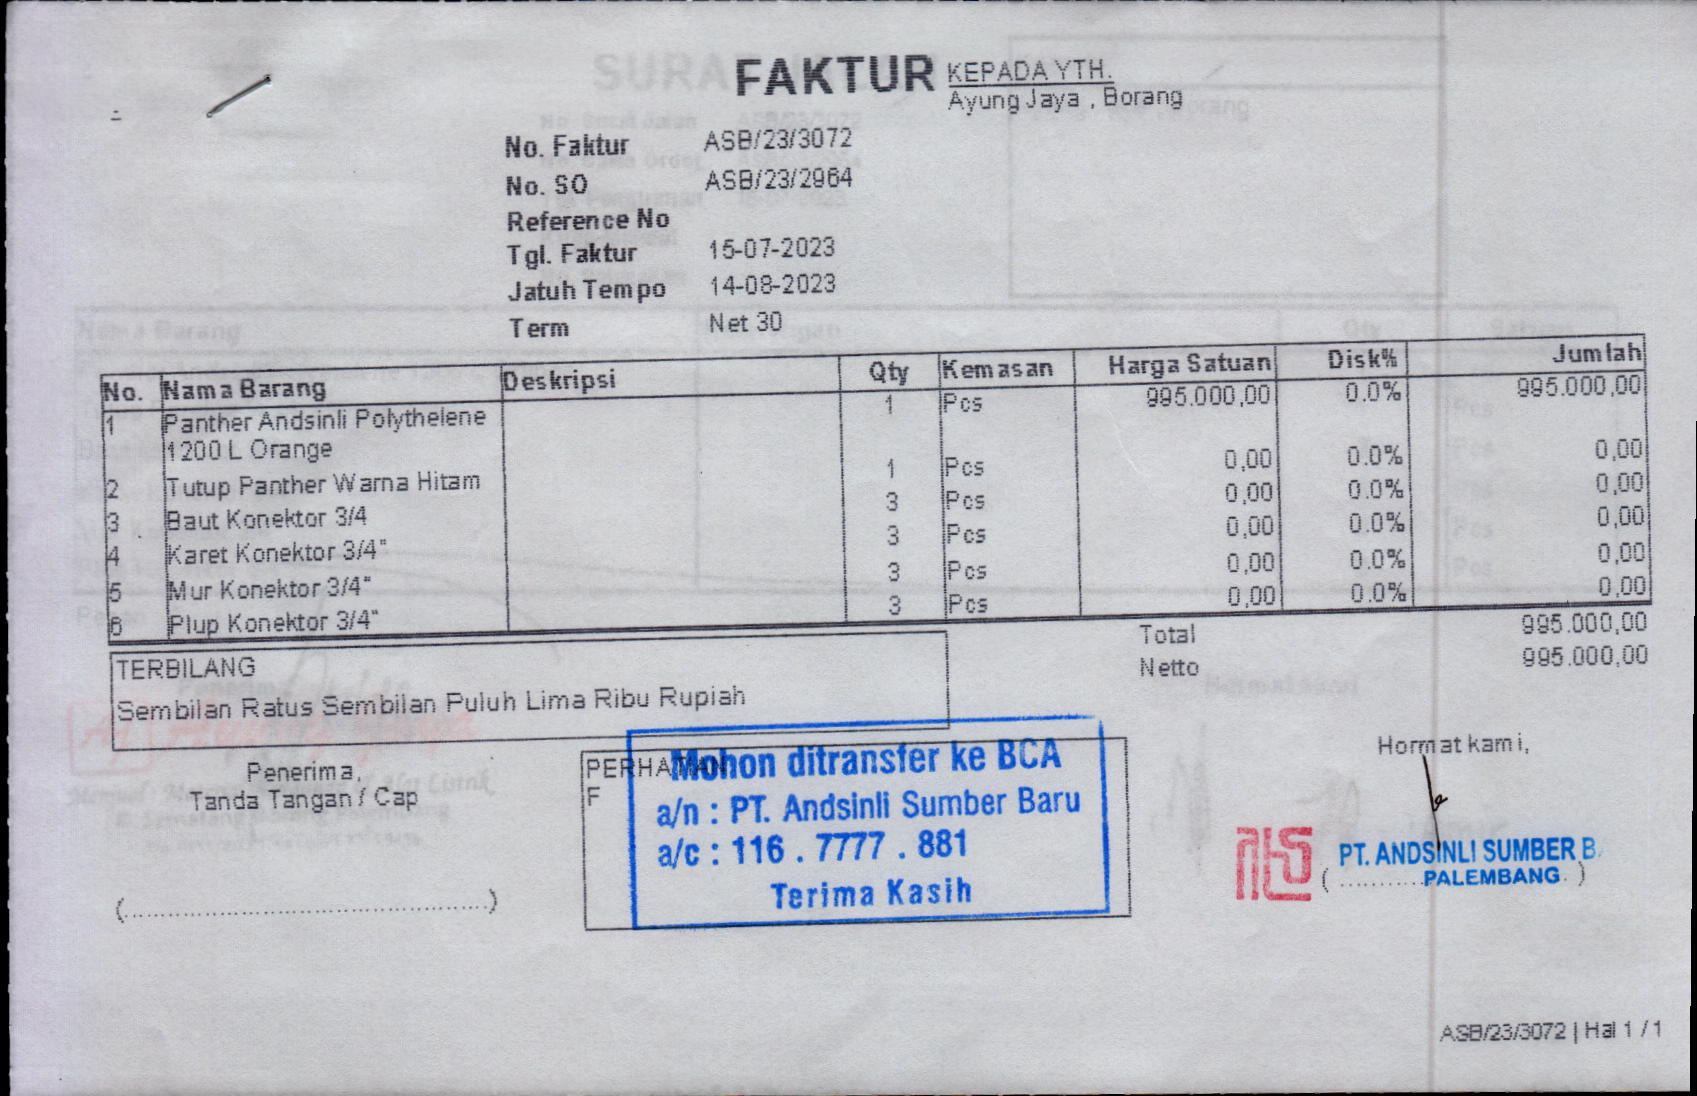 FAKTUR
KEPADA YTH.
Ayung Jaya , Borang
No. Faktur ASB/23/3072
No. SO ASB/23/2964
Reference No
Tgl. Faktur 15-07-2023
Jatuh Tempo 14-08-2023
Term Net 30
No. Nama Barang Deskripsi Qty Kemasan Harga Satuan Disk% Jumlah
1 Panther Andsinli Polythelene 1 Pcs 995.000,00 0.0% 995.000,00
1200 L Orange
2 Tutup Panther Warna Hitam 1 Pcs 0,00 0.0% 0,00
3 Baut Konektor 3/4 3 Pcs 0,00 0.0% 0,00
4 Karet Konektor 3/4" 3 Pcs 0,00 0.0% 0,00
5 Mur Konektor 3/4" 3 Pcs 0,00 0.0% 0,00
6 Plup Konektor 3/4" 3 Pcs 0,00 0.0% 0,00
Total 995.000,00
Netto 995.000,00
TERBILANG
Sembilan Ratus Sembilan Puluh Lima Ribu Rupiah
Penerima,
Tanda Tangan / Cap
(........................................................)
PERHATIAN
F
Mohon ditransfer ke BCA
a/n : PT. Andsinli Sumber Baru
a/c : 116 . 7777 . 881
Terima Kasih
Hormat kami,
PT. ANDSINLI SUMBER B
(............PALEMBANG. )
ASB/23/3072 | Hal 1 / 1